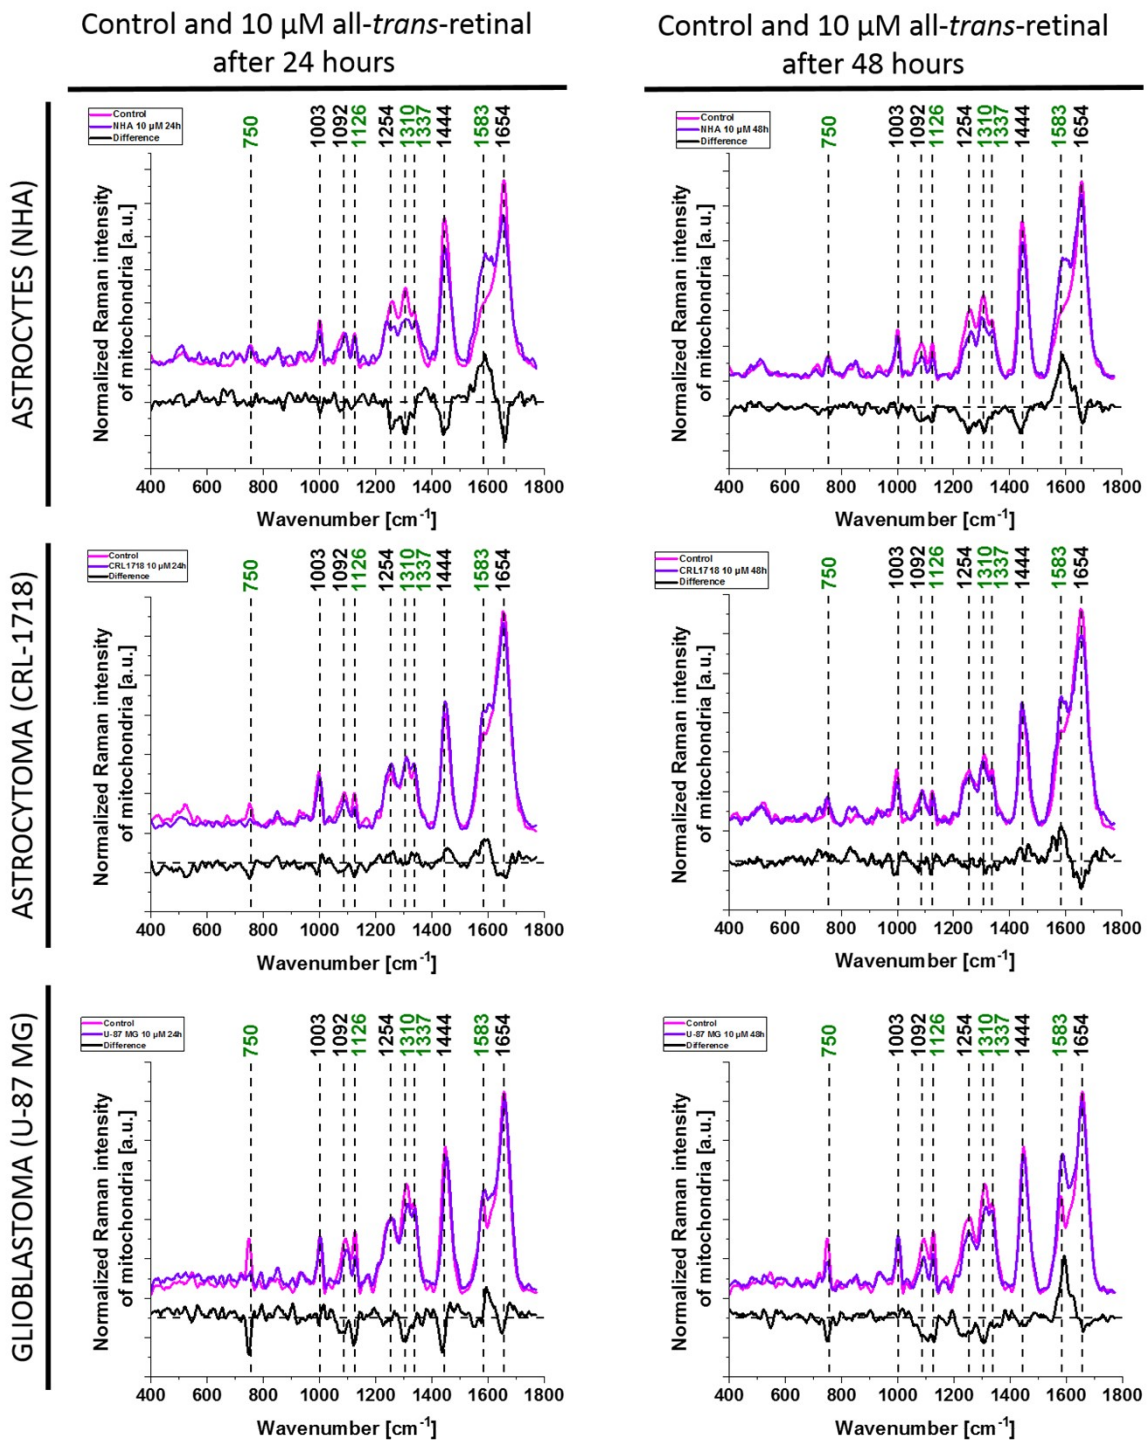 Control and 10 µM all-trans-retinal
after 24 hours
Control and 10 µM all-trans-retinal
after 48 hours
ASTROCYTES (NHA)
Control
NHA 10 µM 24h
Difference
750
1003
1092
1126
1254
1310
1337
1444
1583
1654
Normalized Raman intensity
of mitochondria [a.u.]
400 600 800 1000 1200 1400 1600 1800
Wavenumber [cm-1]
Control
NHA 10 µM 48h
Difference
750
1003
1092
1126
1254
1310
1337
1444
1583
1654
Normalized Raman intensity
of mitochondria [a.u.]
400 600 800 1000 1200 1400 1600 1800
Wavenumber [cm-1]
ASTROCYTOMA (CRL-1718)
Control
CRL1718 10 µM 24h
Difference
750
1003
1092
1126
1254
1310
1337
1444
1583
1654
Normalized Raman intensity
of mitochondria [a.u.]
400 600 800 1000 1200 1400 1600 1800
Wavenumber [cm-1]
Control
CRL1718 10 µM 48h
Difference
750
1003
1092
1126
1254
1310
1337
1444
1583
1654
Normalized Raman intensity
of mitochondria [a.u.]
400 600 800 1000 1200 1400 1600 1800
Wavenumber [cm-1]
GLIOBLASTOMA (U-87 MG)
Control
U-87 MG 10 µM 24h
Difference
750
1003
1092
1126
1254
1310
1337
1444
1583
1654
Normalized Raman intensity
of mitochondria [a.u.]
400 600 800 1000 1200 1400 1600 1800
Wavenumber [cm-1]
Control
U-87 MG 10 µM 48h
Difference
750
1003
1092
1126
1254
1310
1337
1444
1583
1654
Normalized Raman intensity
of mitochondria [a.u.]
400 600 800 1000 1200 1400 1600 1800
Wavenumber [cm-1]